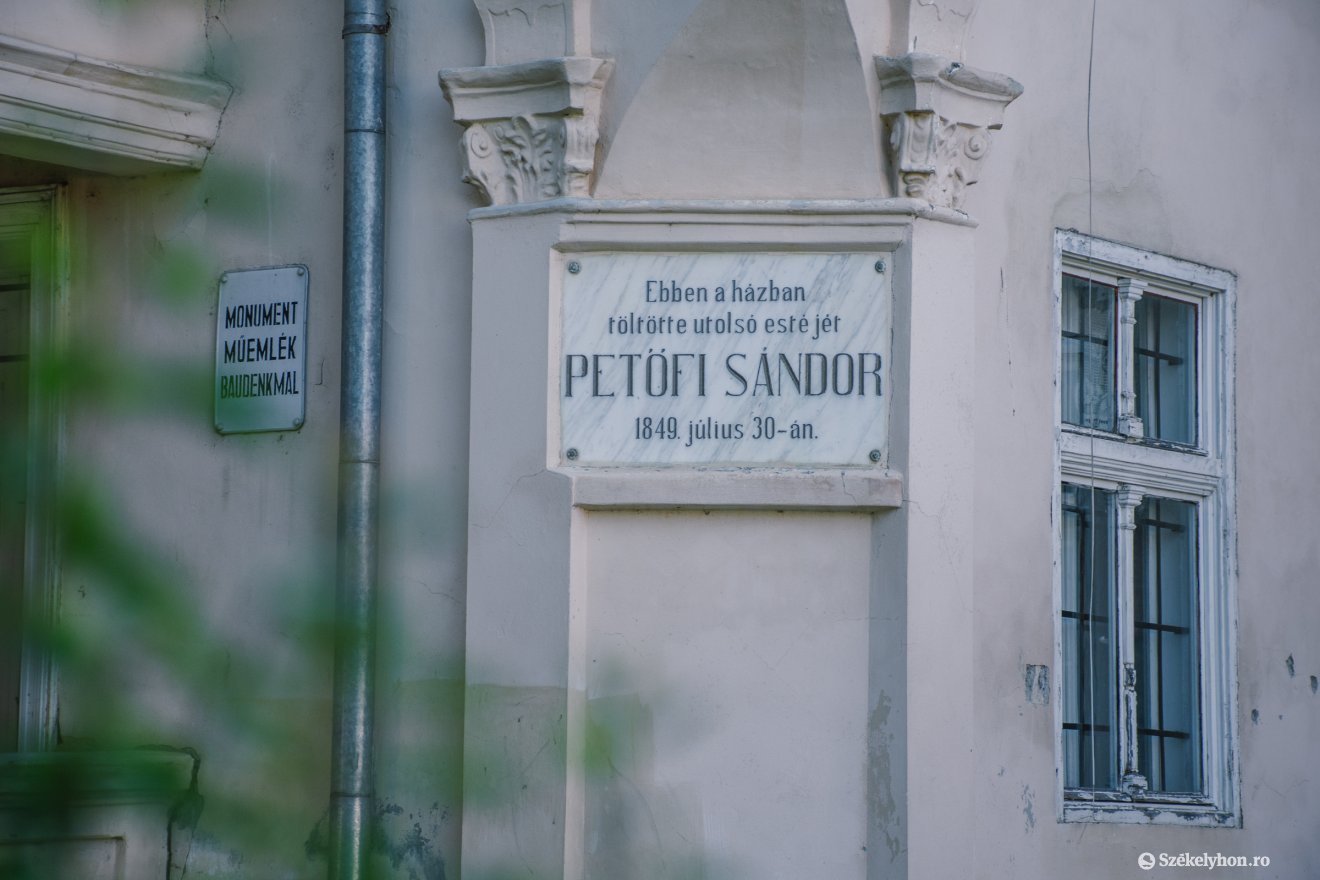 MONUMENT
MŰEMLÉK
BAUDENKMAL
Ebben a házban
töltötte utolsó estéjét
PETŐFI SÁNDOR
1849. július 30-án.
Székelyhon.ro